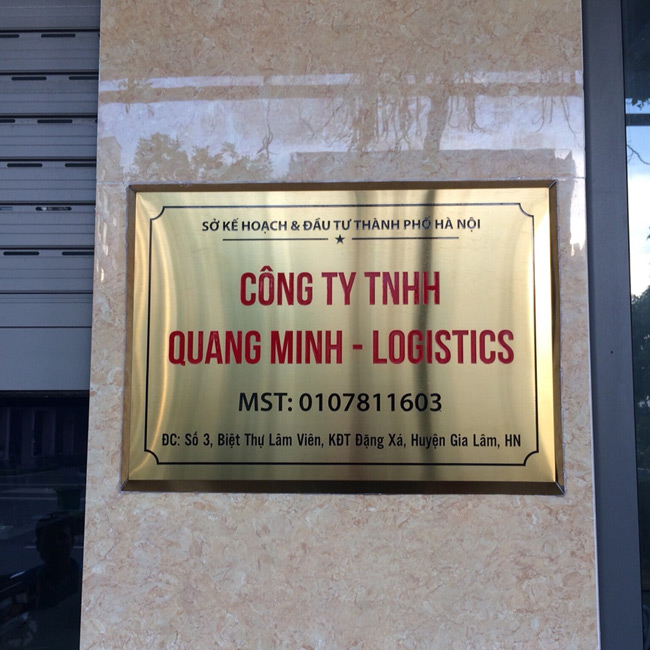 SỞ KẾ HOẠCH & ĐẦU TƯ THÀNH PHỐ HÀ NỘI
CÔNG TY TNHH
QUANG MINH - LOGISTICS
MST: 0107811603
ĐC: Số 3, Biệt Thự Lâm Viên, KĐT Đặng Xá, Huyện Gia Lâm, HN